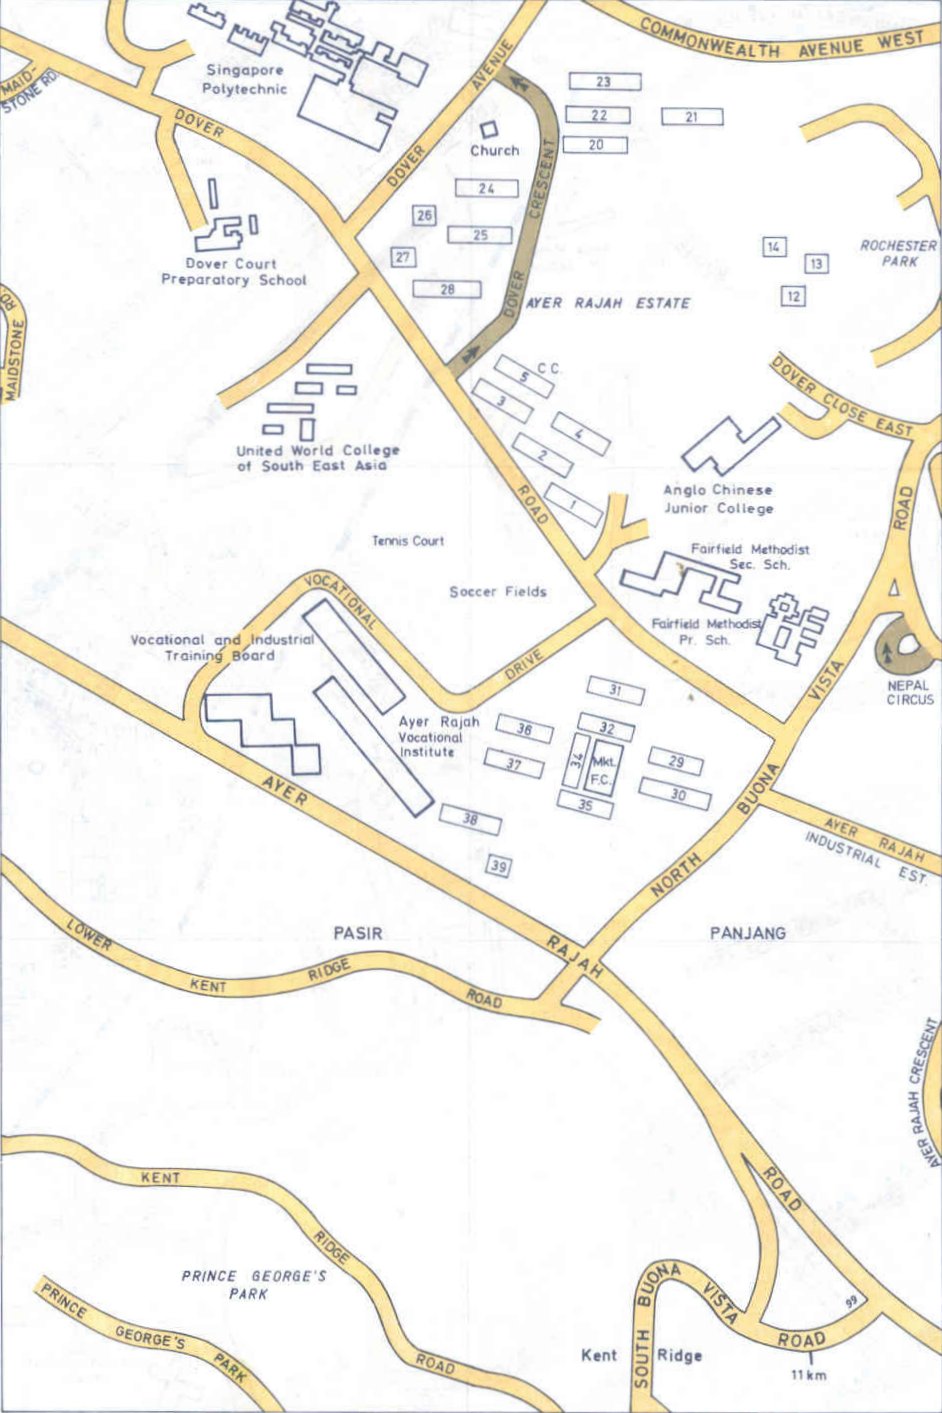 COMMONWEALTH AVENUE WEST
Singapore
Polytechnic
MAID-
STONE RD.
DOVER
DOVER AVENUE
23
22
21
20
Church
DOVER CRESCENT
24
26
25
27
28
14
13
12
ROCHESTER
PARK
Dover Court
Preparatory School
AYER RAJAH ESTATE
MAIDSTONE RD.
5
C C.
3
4
2
1
DOVER CLOSE EAST
United World College
of South East Asia
ROAD
Anglo Chinese
Junior College
ROAD
Tennis Court
Soccer Fields
Fairfield Methodist
Sec. Sch.
Fairfield Methodist
Pr. Sch.
VOCATIONAL
DRIVE
Vocational and Industrial
Training Board
VISTA
NEPAL
CIRCUS
31
36
32
Ayer Rajah
Vocational
Institute
37
34
Mkt.
F.C.
29
30
35
38
39
BUONA
NORTH
AYER
AYER RAJAH
INDUSTRIAL EST.
PASIR
PANJANG
RAJAH
LOWER
KENT
RIDGE
ROAD
AYER RAJAH CRESCENT
KENT
RIDGE
ROAD
ROAD
PRINCE GEORGE'S
PARK
PRINCE
GEORGE'S
PARK
SOUTH BUONA
VISTA
ROAD
99
Kent
Ridge
11 km